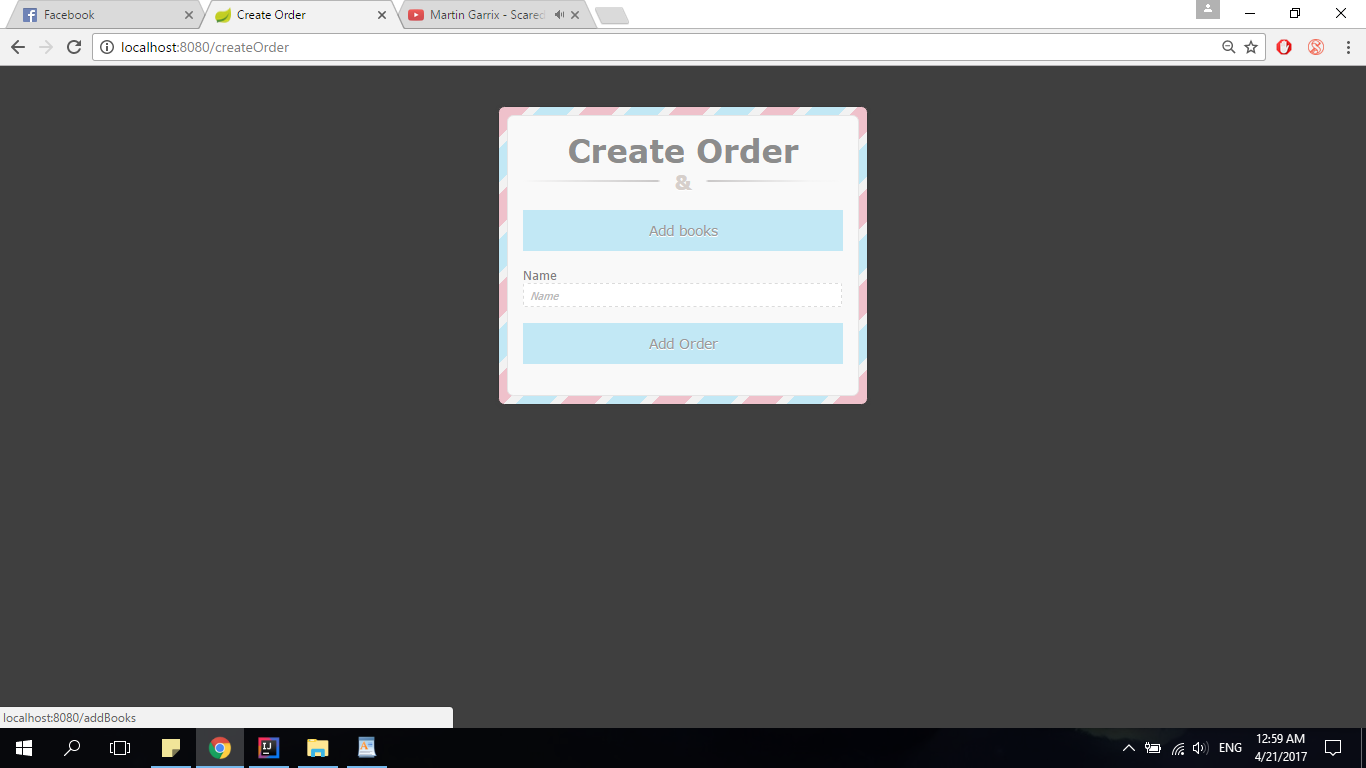 Facebook
Create Order
Martin Garrix - Scared
localhost:8080/createOrder
Create Order
&
Add books
Name
Name
Add Order
localhost:8080/addBooks
ENG
12:59 AM
4/21/2017